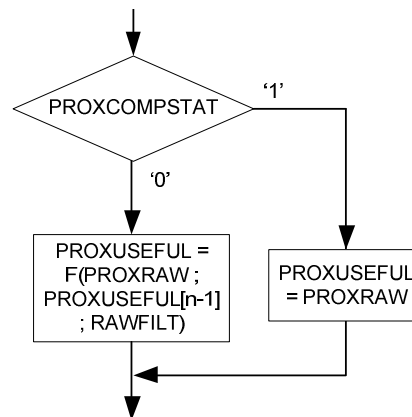 PROXCOMPSTAT
‘1’
‘0’
PROXUSEFUL =
F(PROXRAW ;
PROXUSEFUL[n-1]
; RAWFILT)
PROXUSEFUL
= PROXRAW